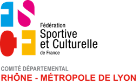 Fédération
Sportive
et Culturelle
de France
COMITÉ DÉPARTEMENTAL
RHÔNE - MÉTROPOLE DE LYON